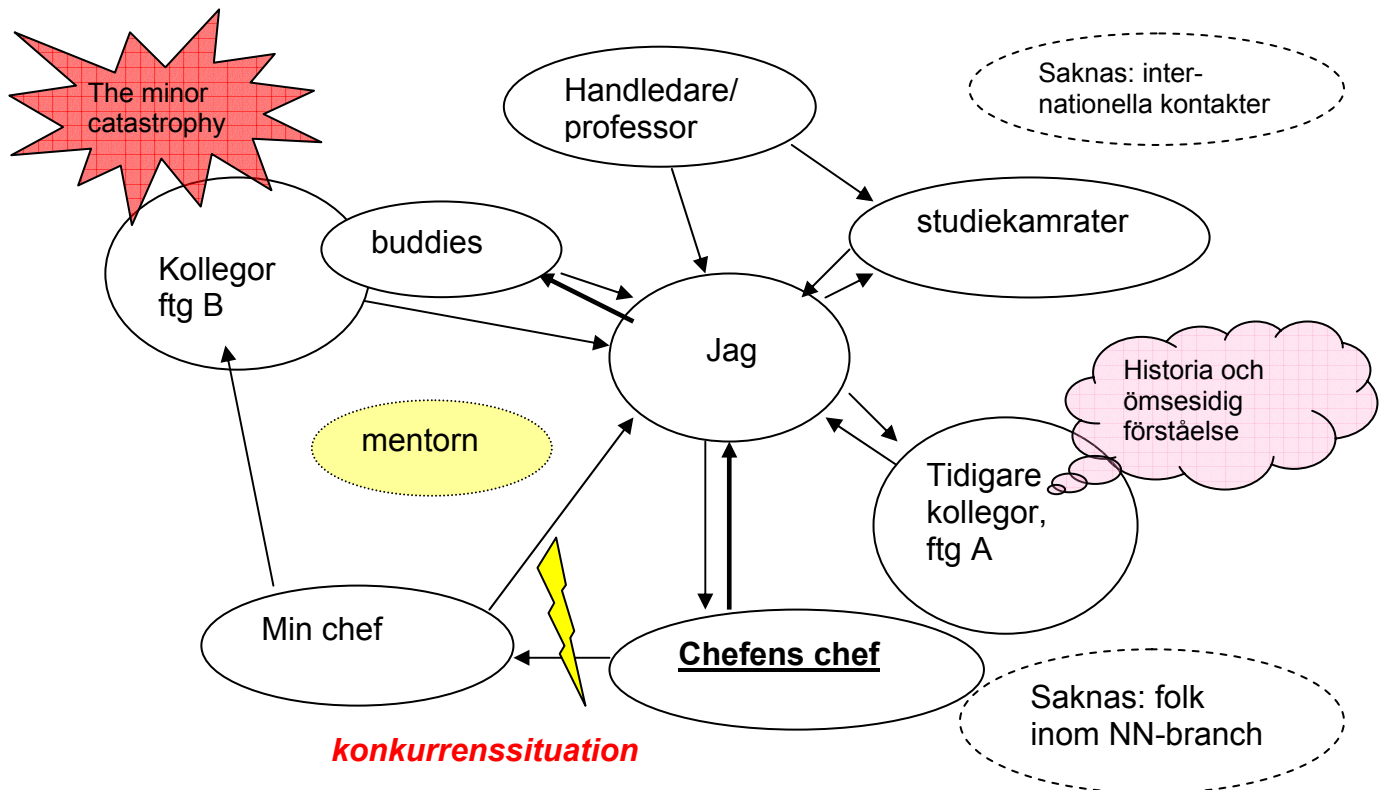 The minor
catastrophy
Handledare/
professor
Saknas: inter-
nationella kontakter
studiekamrater
buddies
Kollegor
ftg B
Jag
Historia och
ömsesidig
förståelse
mentorn
Tidigare
kollegor,
ftg A
Min chef
Chefens chef
Saknas: folk
inom NN-branch
konkurrenssituation